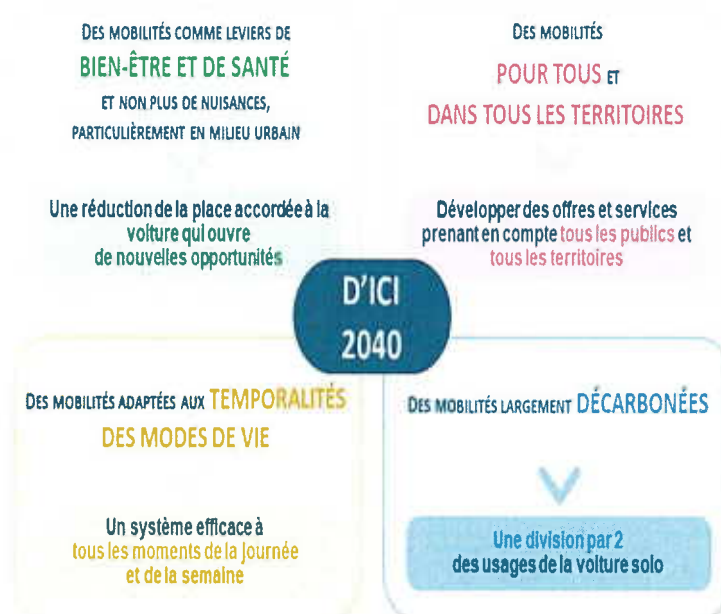 DES MOBILITÉS COMME LEVIERS DE
BIEN-ÊTRE ET DE SANTÉ
ET NON PLUS DE NUISANCES,
PARTICULIÈREMENT EN MILIEU URBAIN
Une réduction de la place accordée à la
voiture qui ouvre
de nouvelles opportunités
DES MOBILITÉS
POUR TOUS ET
DANS TOUS LES TERRITOIRES
Développer des offres et services
prenant en compte tous les publics et
tous les territoires
D'ICI
2040
DES MOBILITÉS ADAPTÉES AUX TEMPORALITÉS
DES MODES DE VIE
Un système efficace à
tous les moments de la journée
et de la semaine
DES MOBILITÉS LARGEMENT DÉCARBONÉES
Une division par 2
des usages de la voiture solo